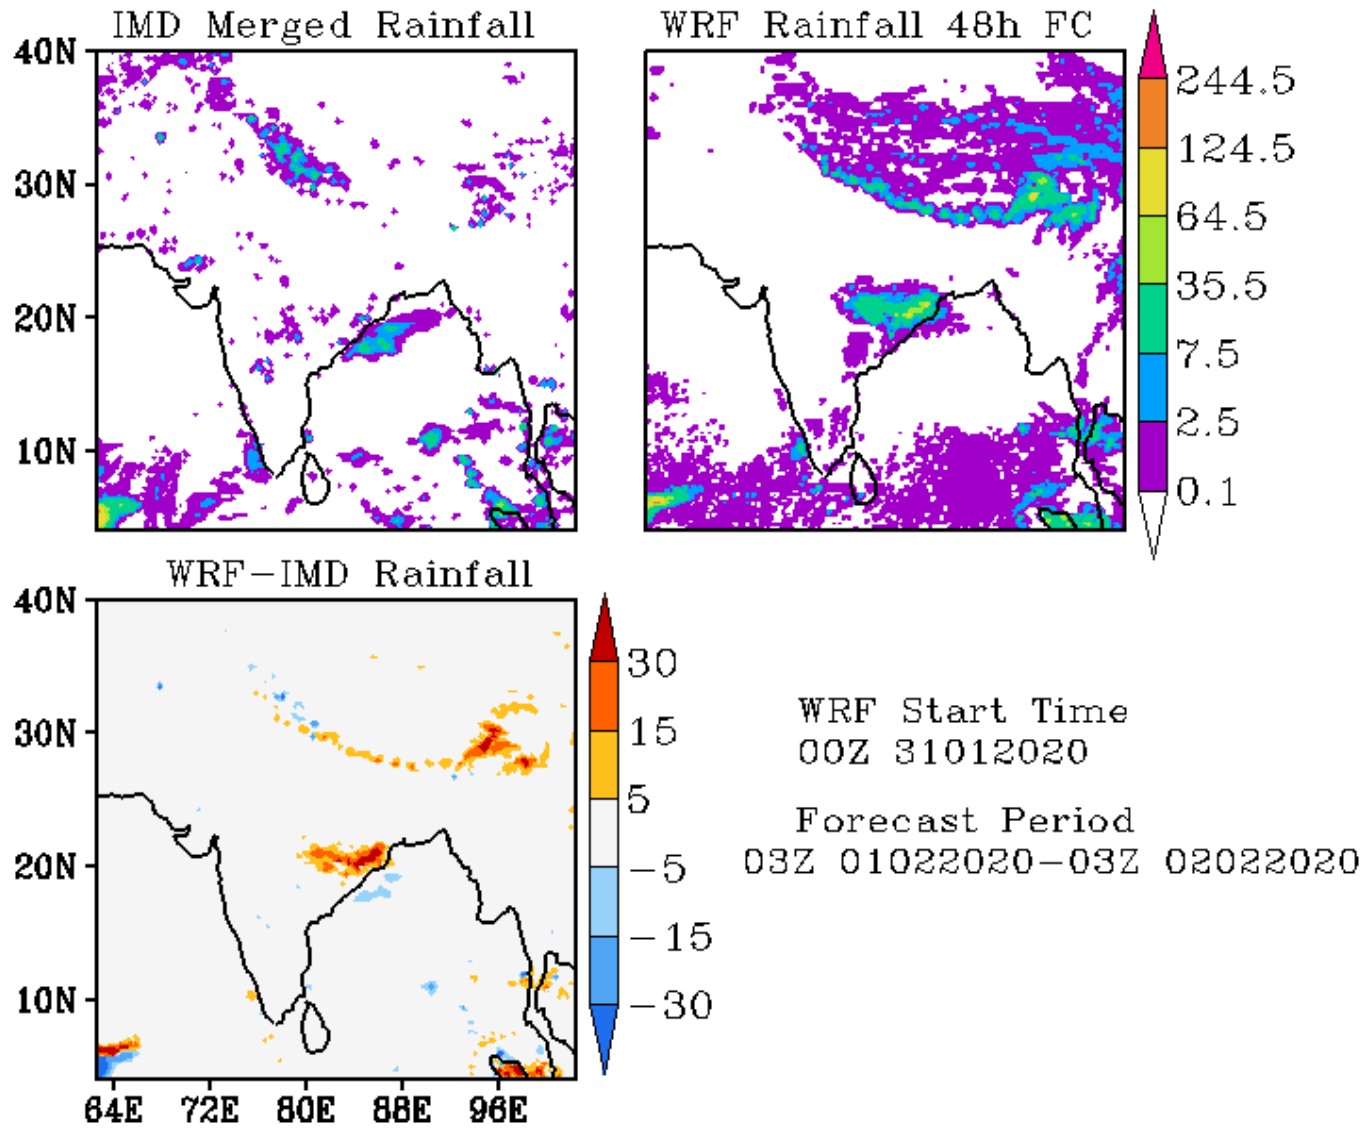 IMD Merged Rainfall
WRF Rainfall 48h FC
40N
30N
20N
10N
244.5
124.5
64.5
35.5
7.5
2.5
0.1
WRF-IMD Rainfall
40N
30N
20N
10N
64E 72E 80E 88E 96E
30
15
5
-5
-15
-30
WRF Start Time
00Z 31012020
Forecast Period
03Z 01022020-03Z 02022020